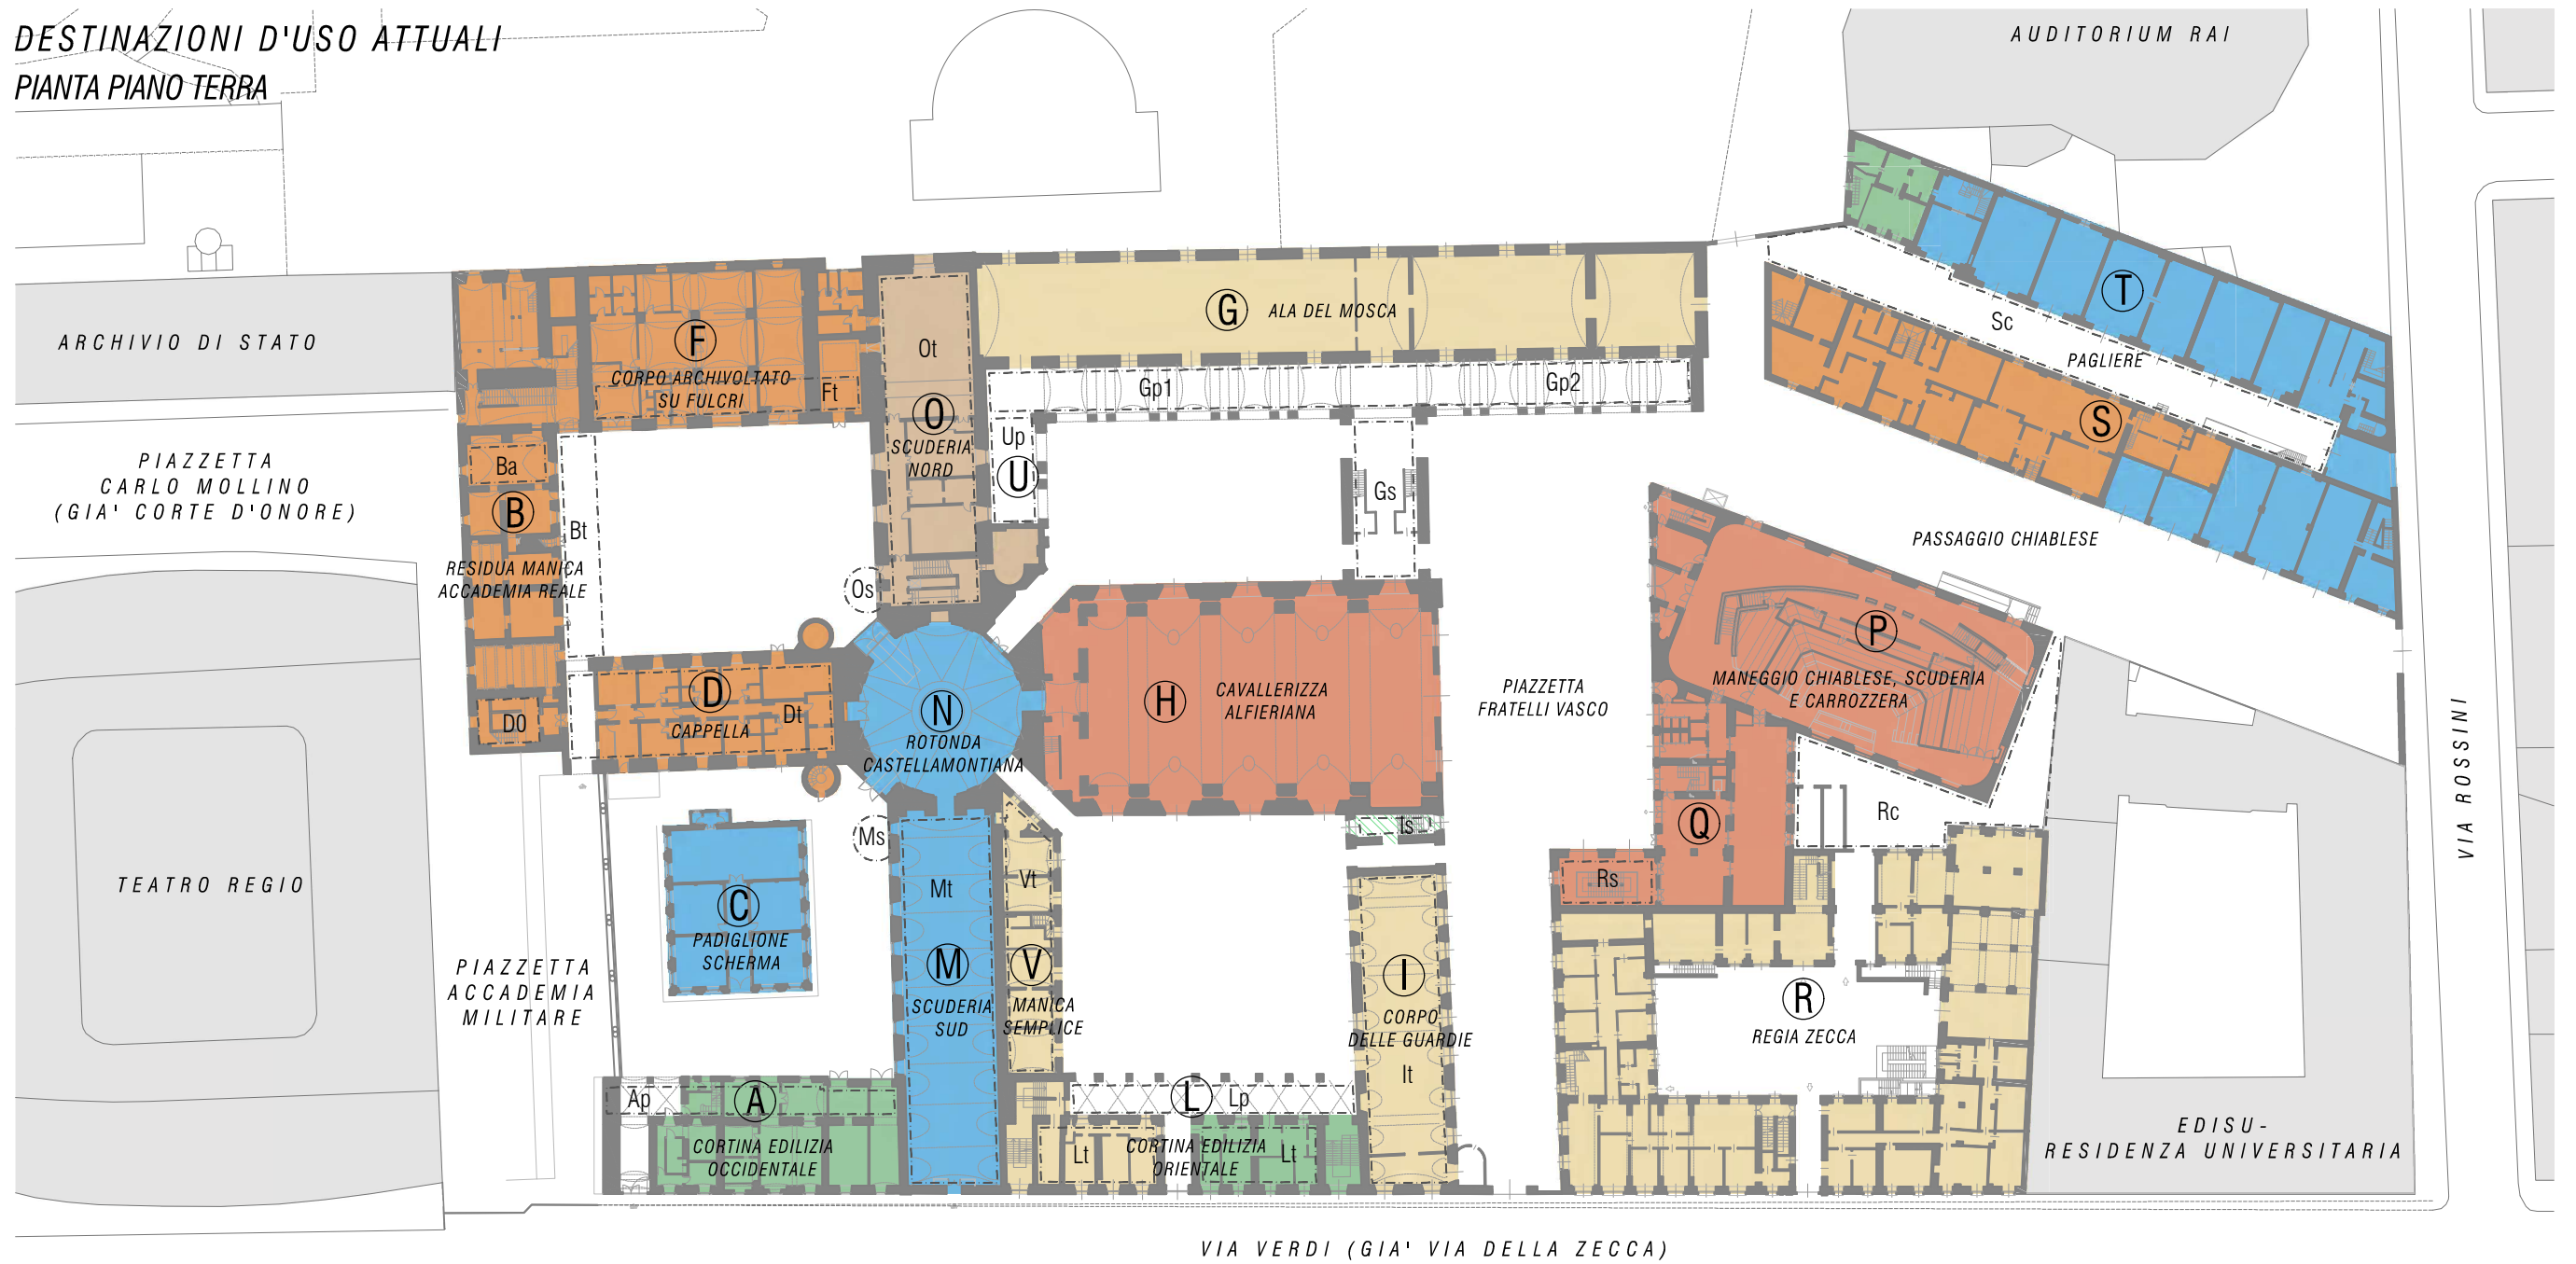 DESTINAZIONI D'USO ATTUALI
PIANTA PIANO TERRA
AUDITORIUM RAI
ARCHIVIO DI STATO
F
CORPO ARCHIVOLTATO
SU FULCRI
Ft
Ot
O
SCUDERIA
NORD
G
ALA DEL MOSCA
Gp1
Gp2
Up
U
Gs
T
Sc
PAGLIERE
S
PIAZZETTA
CARLO MOLLINO
(GIA' CORTE D'ONORE)
Ba
B
Bt
RESIDUA MANICA
ACCADEMIA REALE
Os
PASSAGGIO CHIABLESE
P
MANEGGIO CHIABLESE, SCUDERIA
E CARROZZERA
D0
D
Dt
CAPPELLA
N
ROTONDA
CASTELLAMONTIANA
H
CAVALLERIZZA
ALFIERIANA
PIAZZETTA
FRATELLI VASCO
VIA ROSSINI
Ms
Is
Q
Rc
Rs
TEATRO REGIO
C
PADIGLIONE
SCHERMA
Mt
M
SCUDERIA
SUD
Vt
V
MANICA
SEMPLICE
I
CORPO
DELLE GUARDIE
It
R
REGIA ZECCA
PIAZZETTA
ACCADEMIA
MILITARE
Ap
A
CORTINA EDILIZIA
OCCIDENTALE
L
Lp
Lt
CORTINA EDILIZIA
ORIENTALE
Lt
EDISU-
RESIDENZA UNIVERSITARIA
VIA VERDI (GIA' VIA DELLA ZECCA)